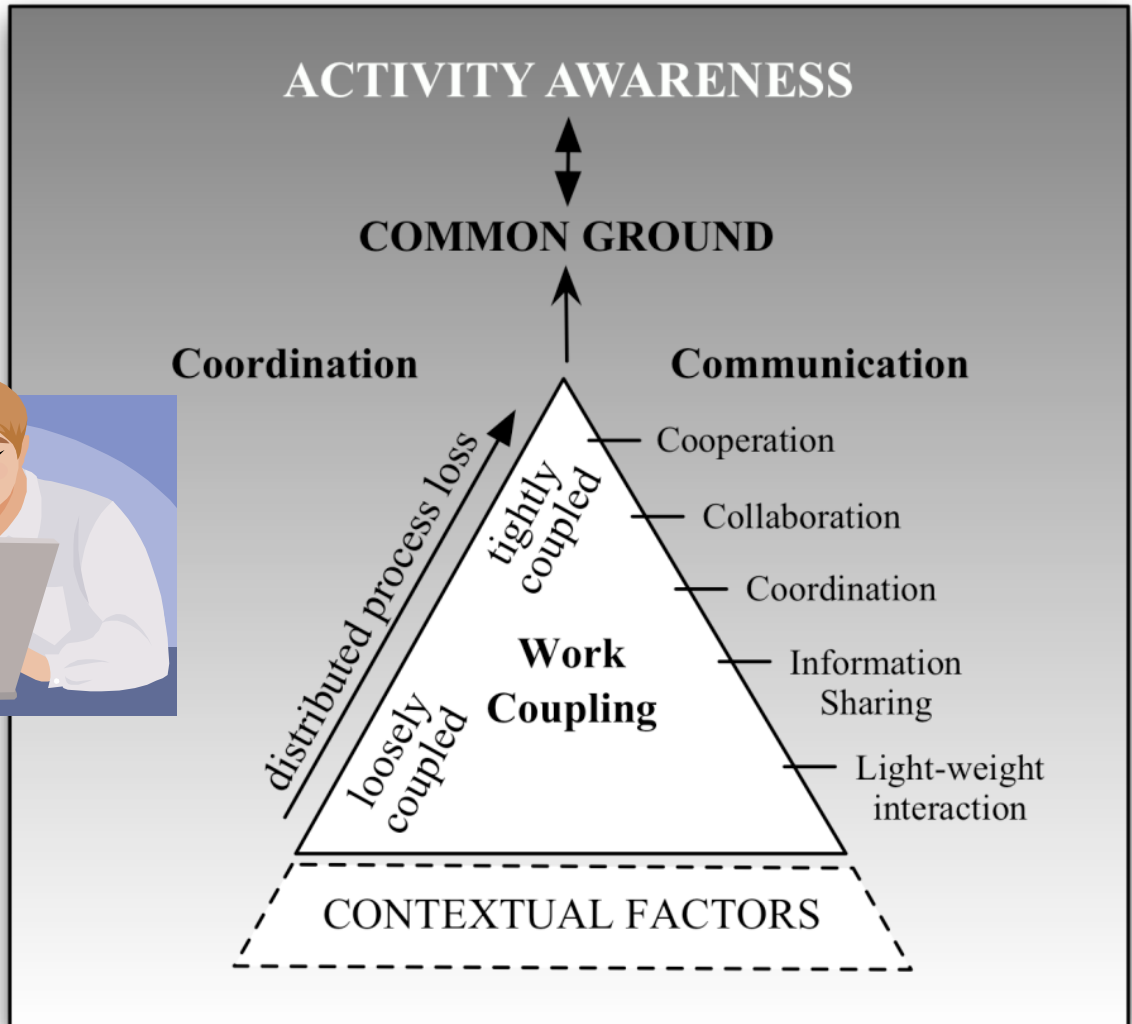 ACTIVITY AWARENESS
COMMON GROUND
Coordination
Communication
distributed process loss
tightly
coupled
loosely
coupled
Work
Coupling
Cooperation
Collaboration
Coordination
Information
Sharing
Light-weight
interaction
CONTEXTUAL FACTORS